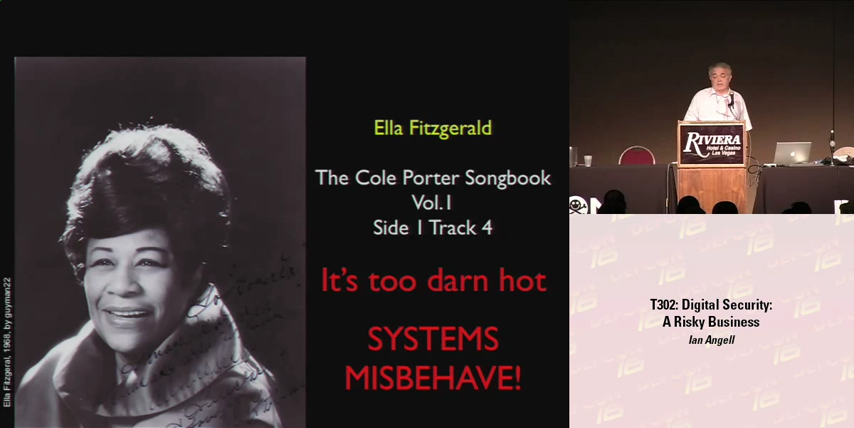 Ella Fitzgerald
The Cole Porter Songbook
Vol.1
Side 1 Track 4
It's too darn hot
SYSTEMS
MISBEHAVE!
Ella Fitzgeral, 1968, by guyman22
RIVIERA
Hotel & Casino
Las Vegas
T302: Digital Security:
A Risky Business
Ian Angell